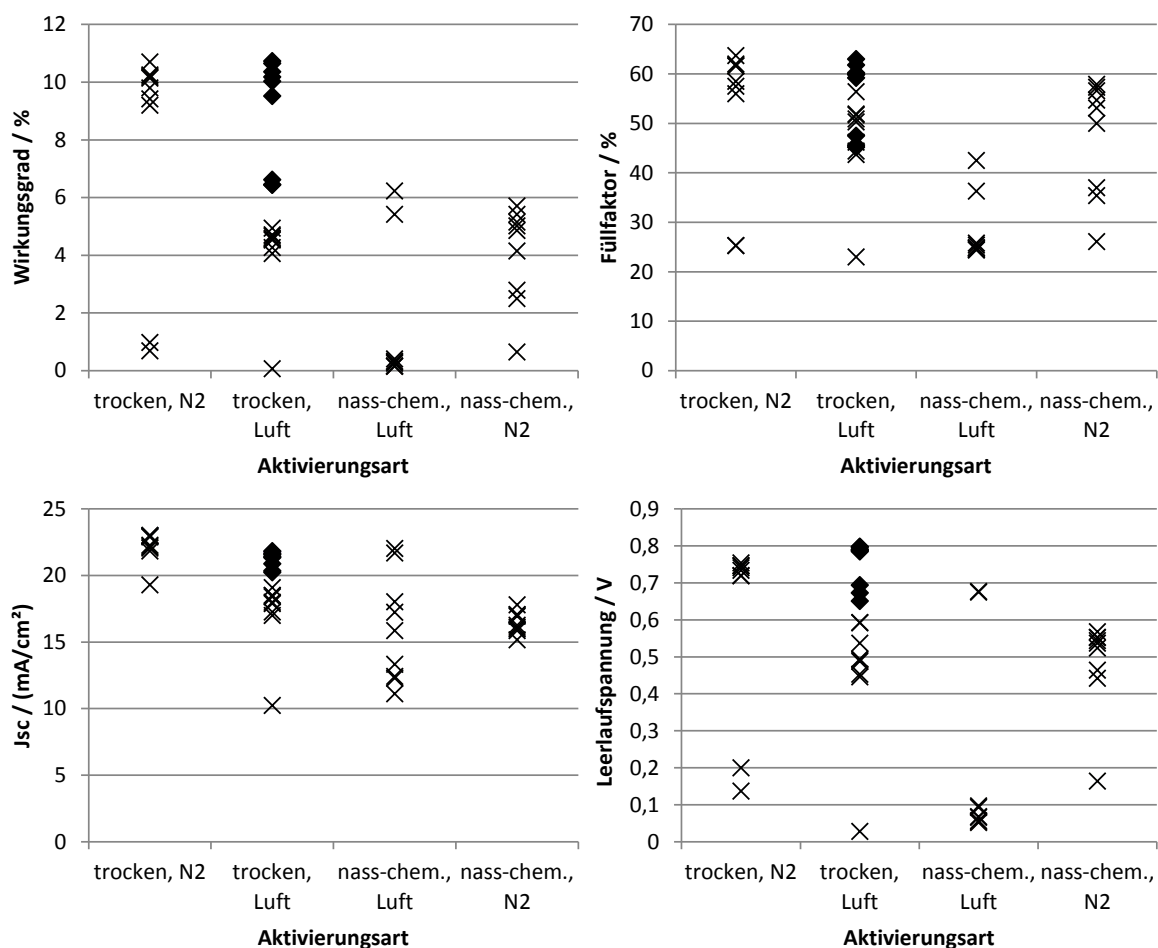 Wirkungsgrad / %
12
10
8
6
4
2
0
trocken, N2
trocken, Luft
nass-chem., Luft
nass-chem., N2
Aktivierungsart
Füllfaktor / %
70
60
50
40
30
20
10
0
trocken, N2
trocken, Luft
nass-chem., Luft
nass-chem., N2
Aktivierungsart
Jsc / (mA/cm²)
25
20
15
10
5
0
trocken, N2
trocken, Luft
nass-chem., Luft
nass-chem., N2
Aktivierungsart
Leerlaufspannung / V
0,9
0,8
0,7
0,6
0,5
0,4
0,3
0,2
0,1
0
trocken, N2
trocken, Luft
nass-chem., Luft
nass-chem., N2
Aktivierungsart